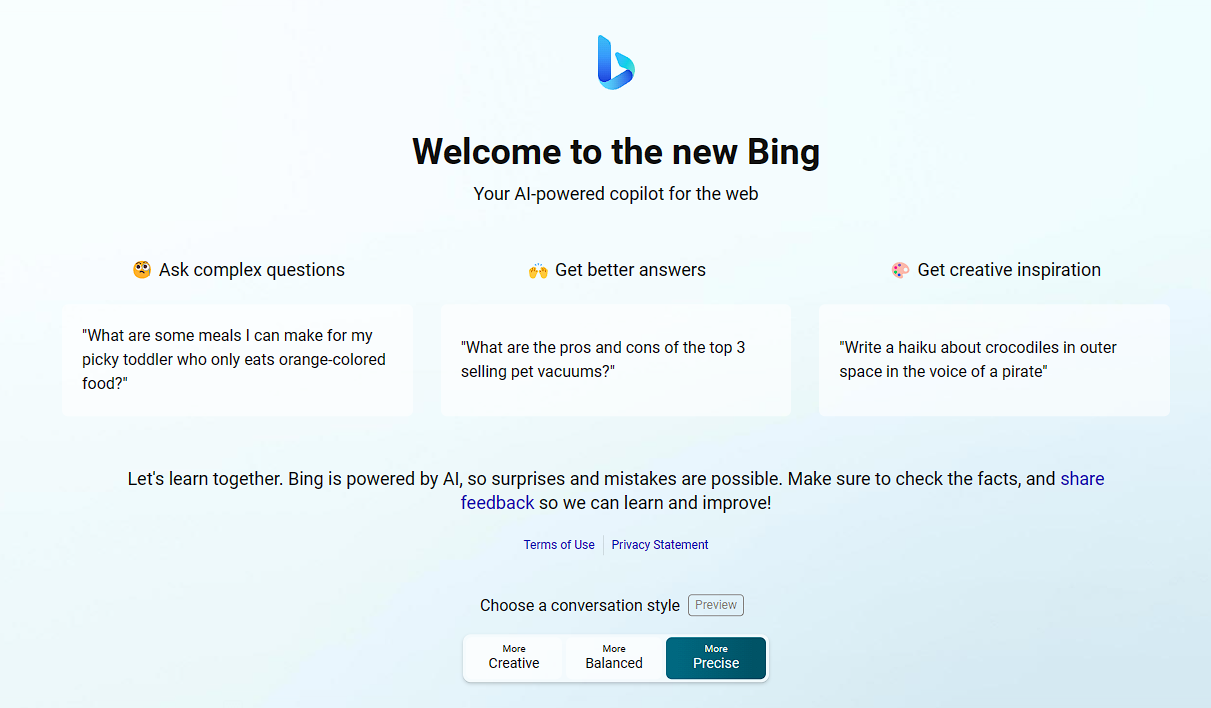 Welcome to the new Bing
Your AI-powered copilot for the web
Ask complex questions
"What are some meals I can make for my
picky toddler who only eats orange-colored
food?"
Get better answers
"What are the pros and cons of the top 3
selling pet vacuums?"
Get creative inspiration
"Write a haiku about crocodiles in outer
space in the voice of a pirate"
Let's learn together. Bing is powered by AI, so surprises and mistakes are possible. Make sure to check the facts, and share
feedback so we can learn and improve!
Terms of Use Privacy Statement
Choose a conversation style Preview
More
Creative
More
Balanced
More
Precise